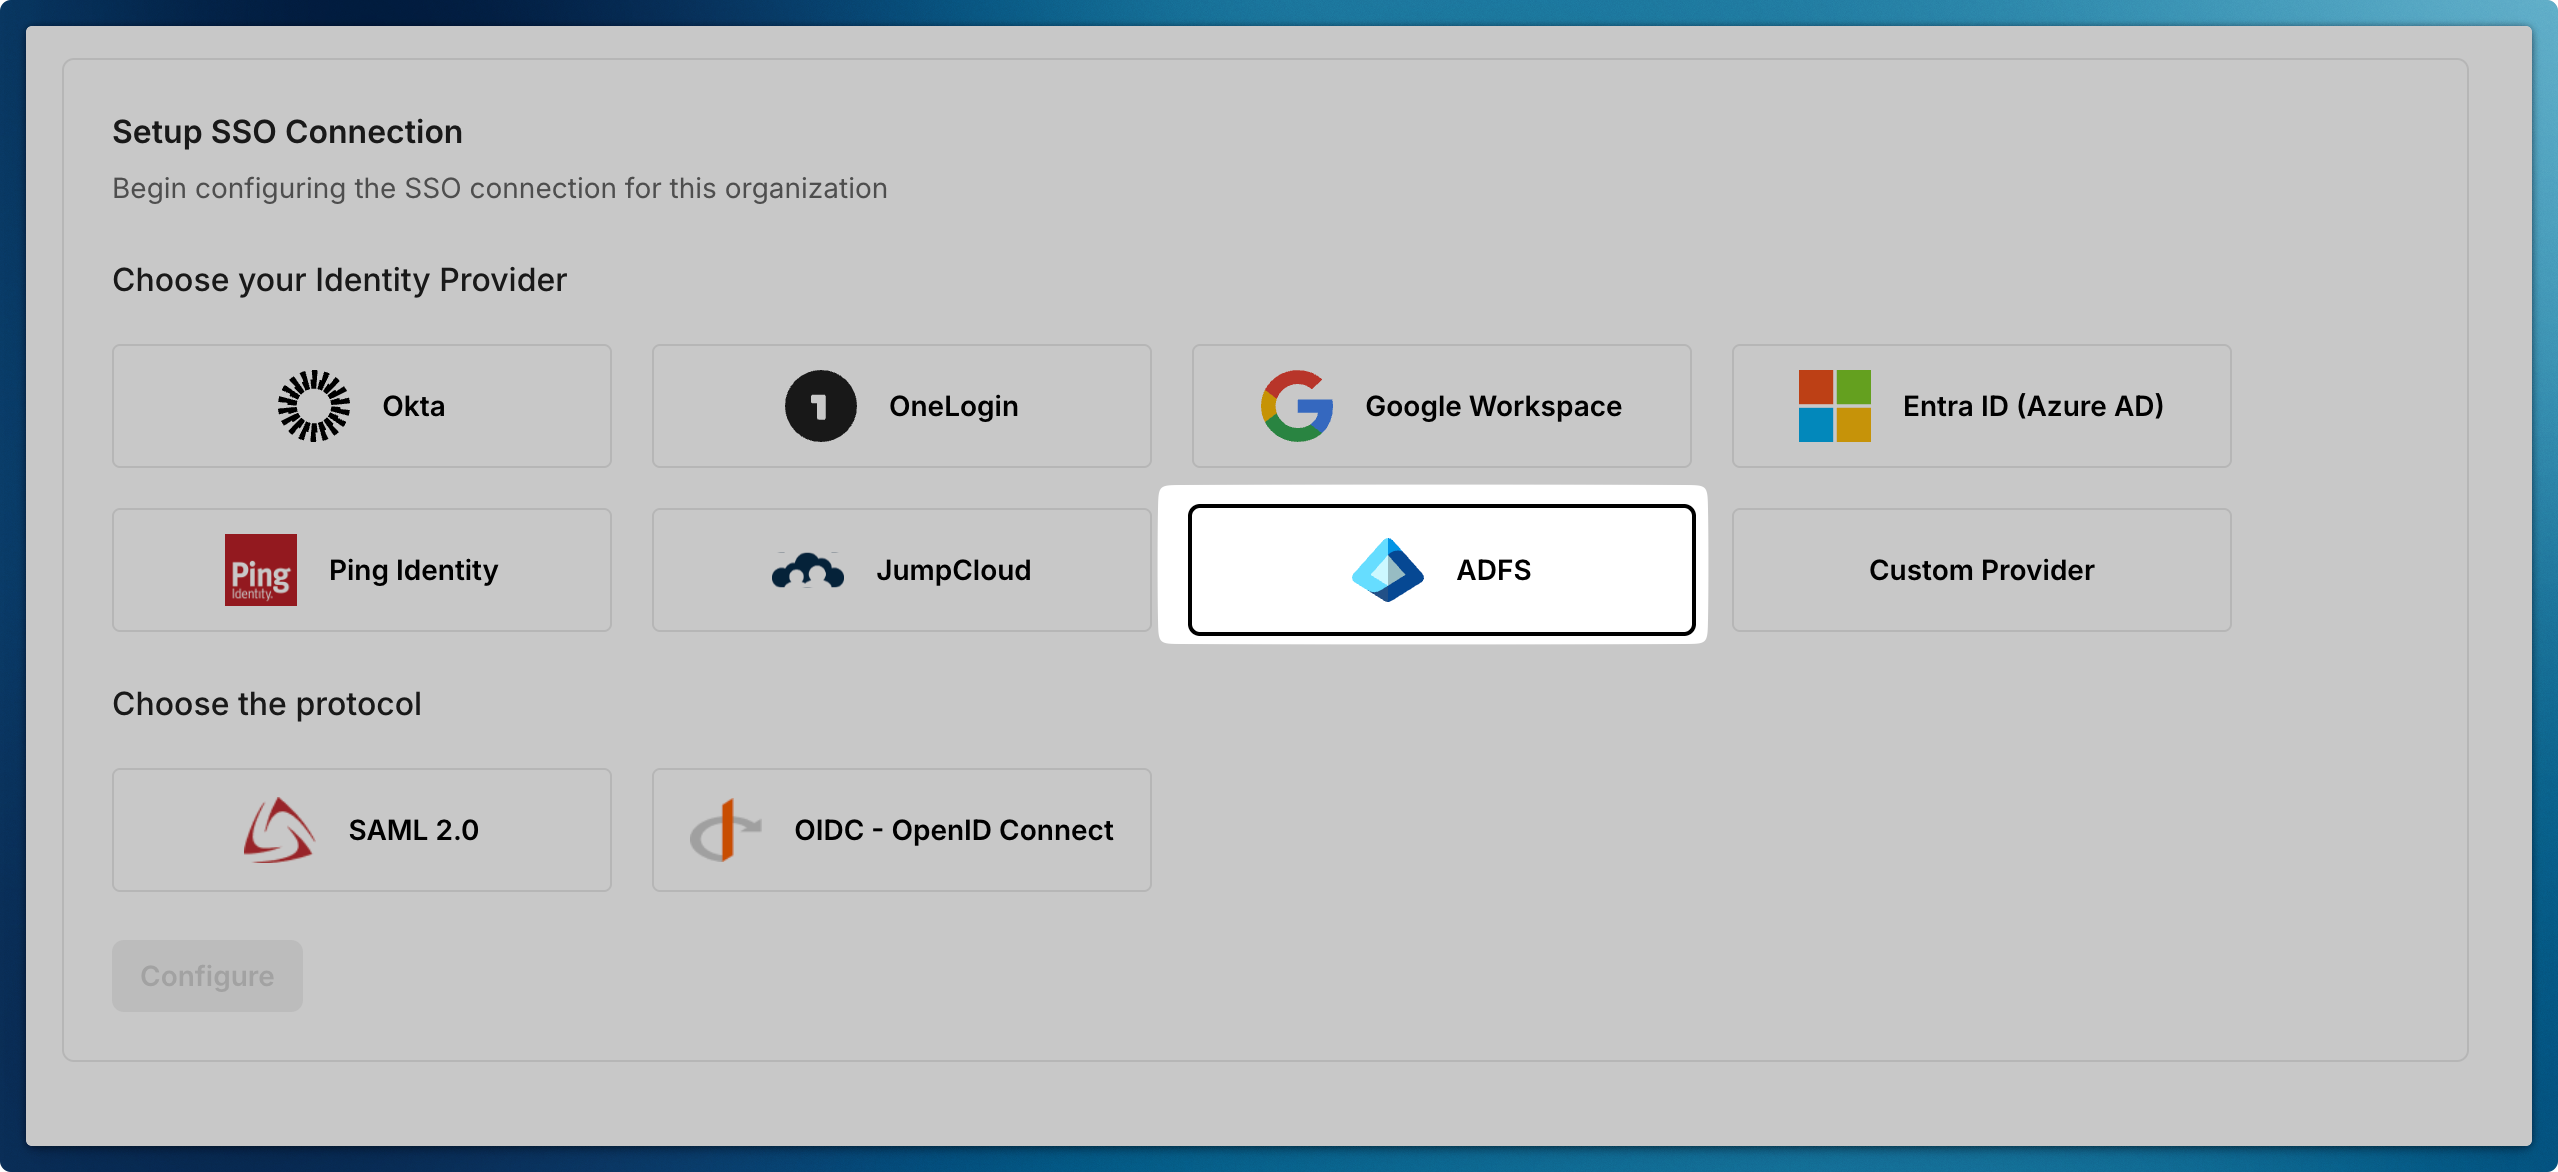 Setup SSO Connection
Begin configuring the SSO connection for this organization
Choose your Identity Provider
Okta
1 OneLogin
Google Workspace
Entra ID (Azure AD)
Ping
Identity.
Ping Identity
JumpCloud
ADFS
Custom Provider
Choose the protocol
SAML 2.0
OIDC - OpenID Connect
Configure